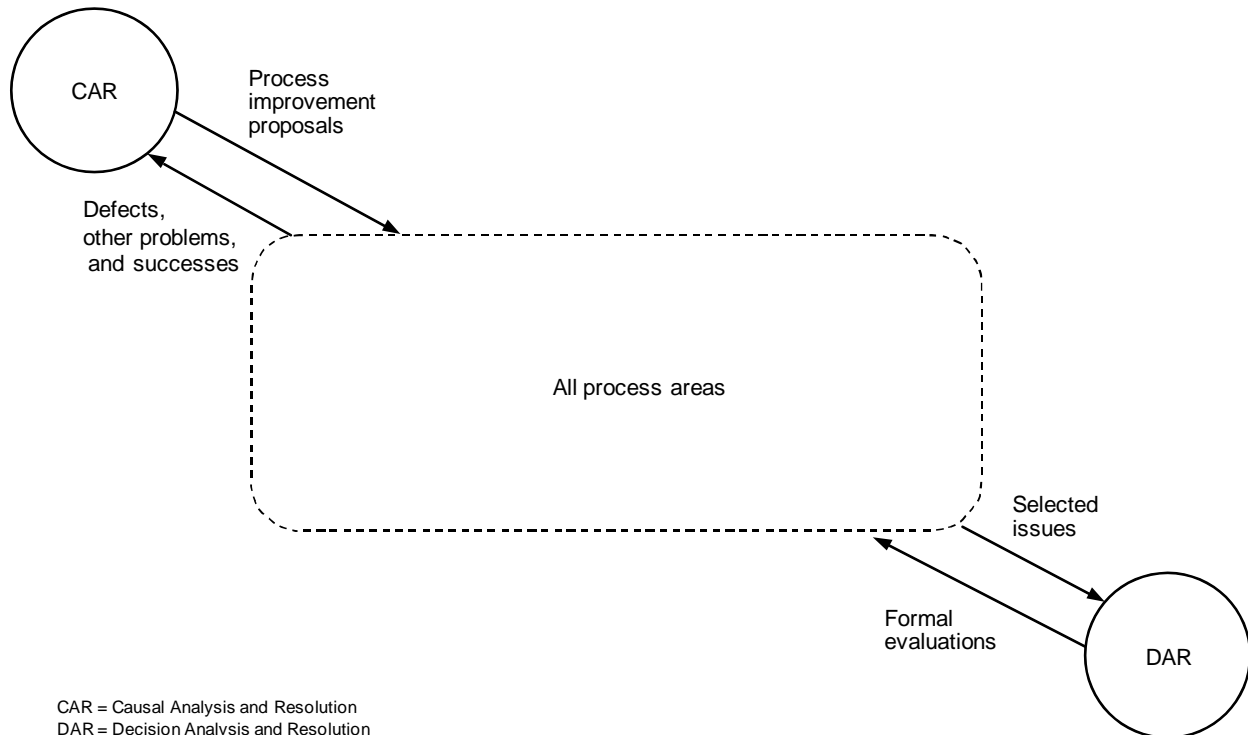 CAR
Process
improvement
proposals
Defects,
other problems,
and successes
All process areas
Selected
issues
Formal
evaluations
DAR
CAR = Causal Analysis and Resolution
DAR = Decision Analysis and Resolution